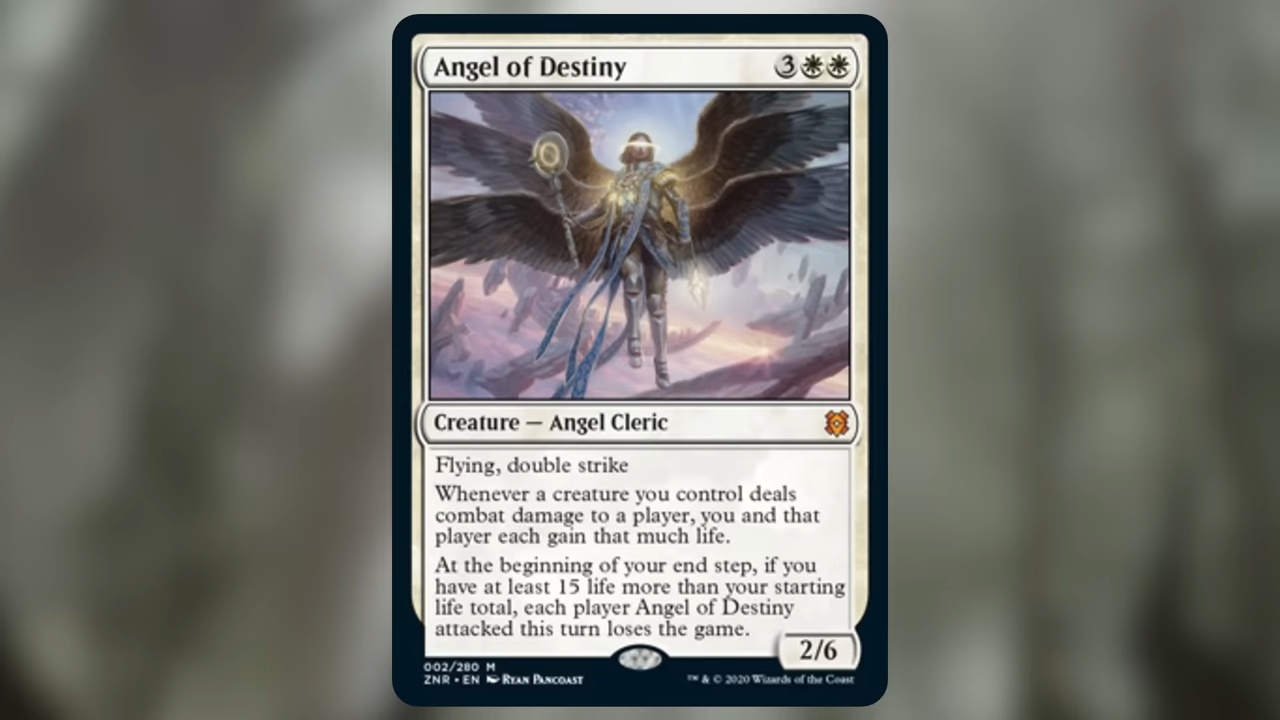 Angel of Destiny 3
Creature — Angel Cleric
Flying, double strike
Whenever a creature you control deals
combat damage to a player, you and that
player each gain that much life.
At the beginning of your end step, if you
have at least 15 life more than your starting
life total, each player Angel of Destiny
attacked this turn loses the game.
2/6
002/280 M
ZNR • EN Ryan Pancoast
™ & © 2020 Wizards of the Coast